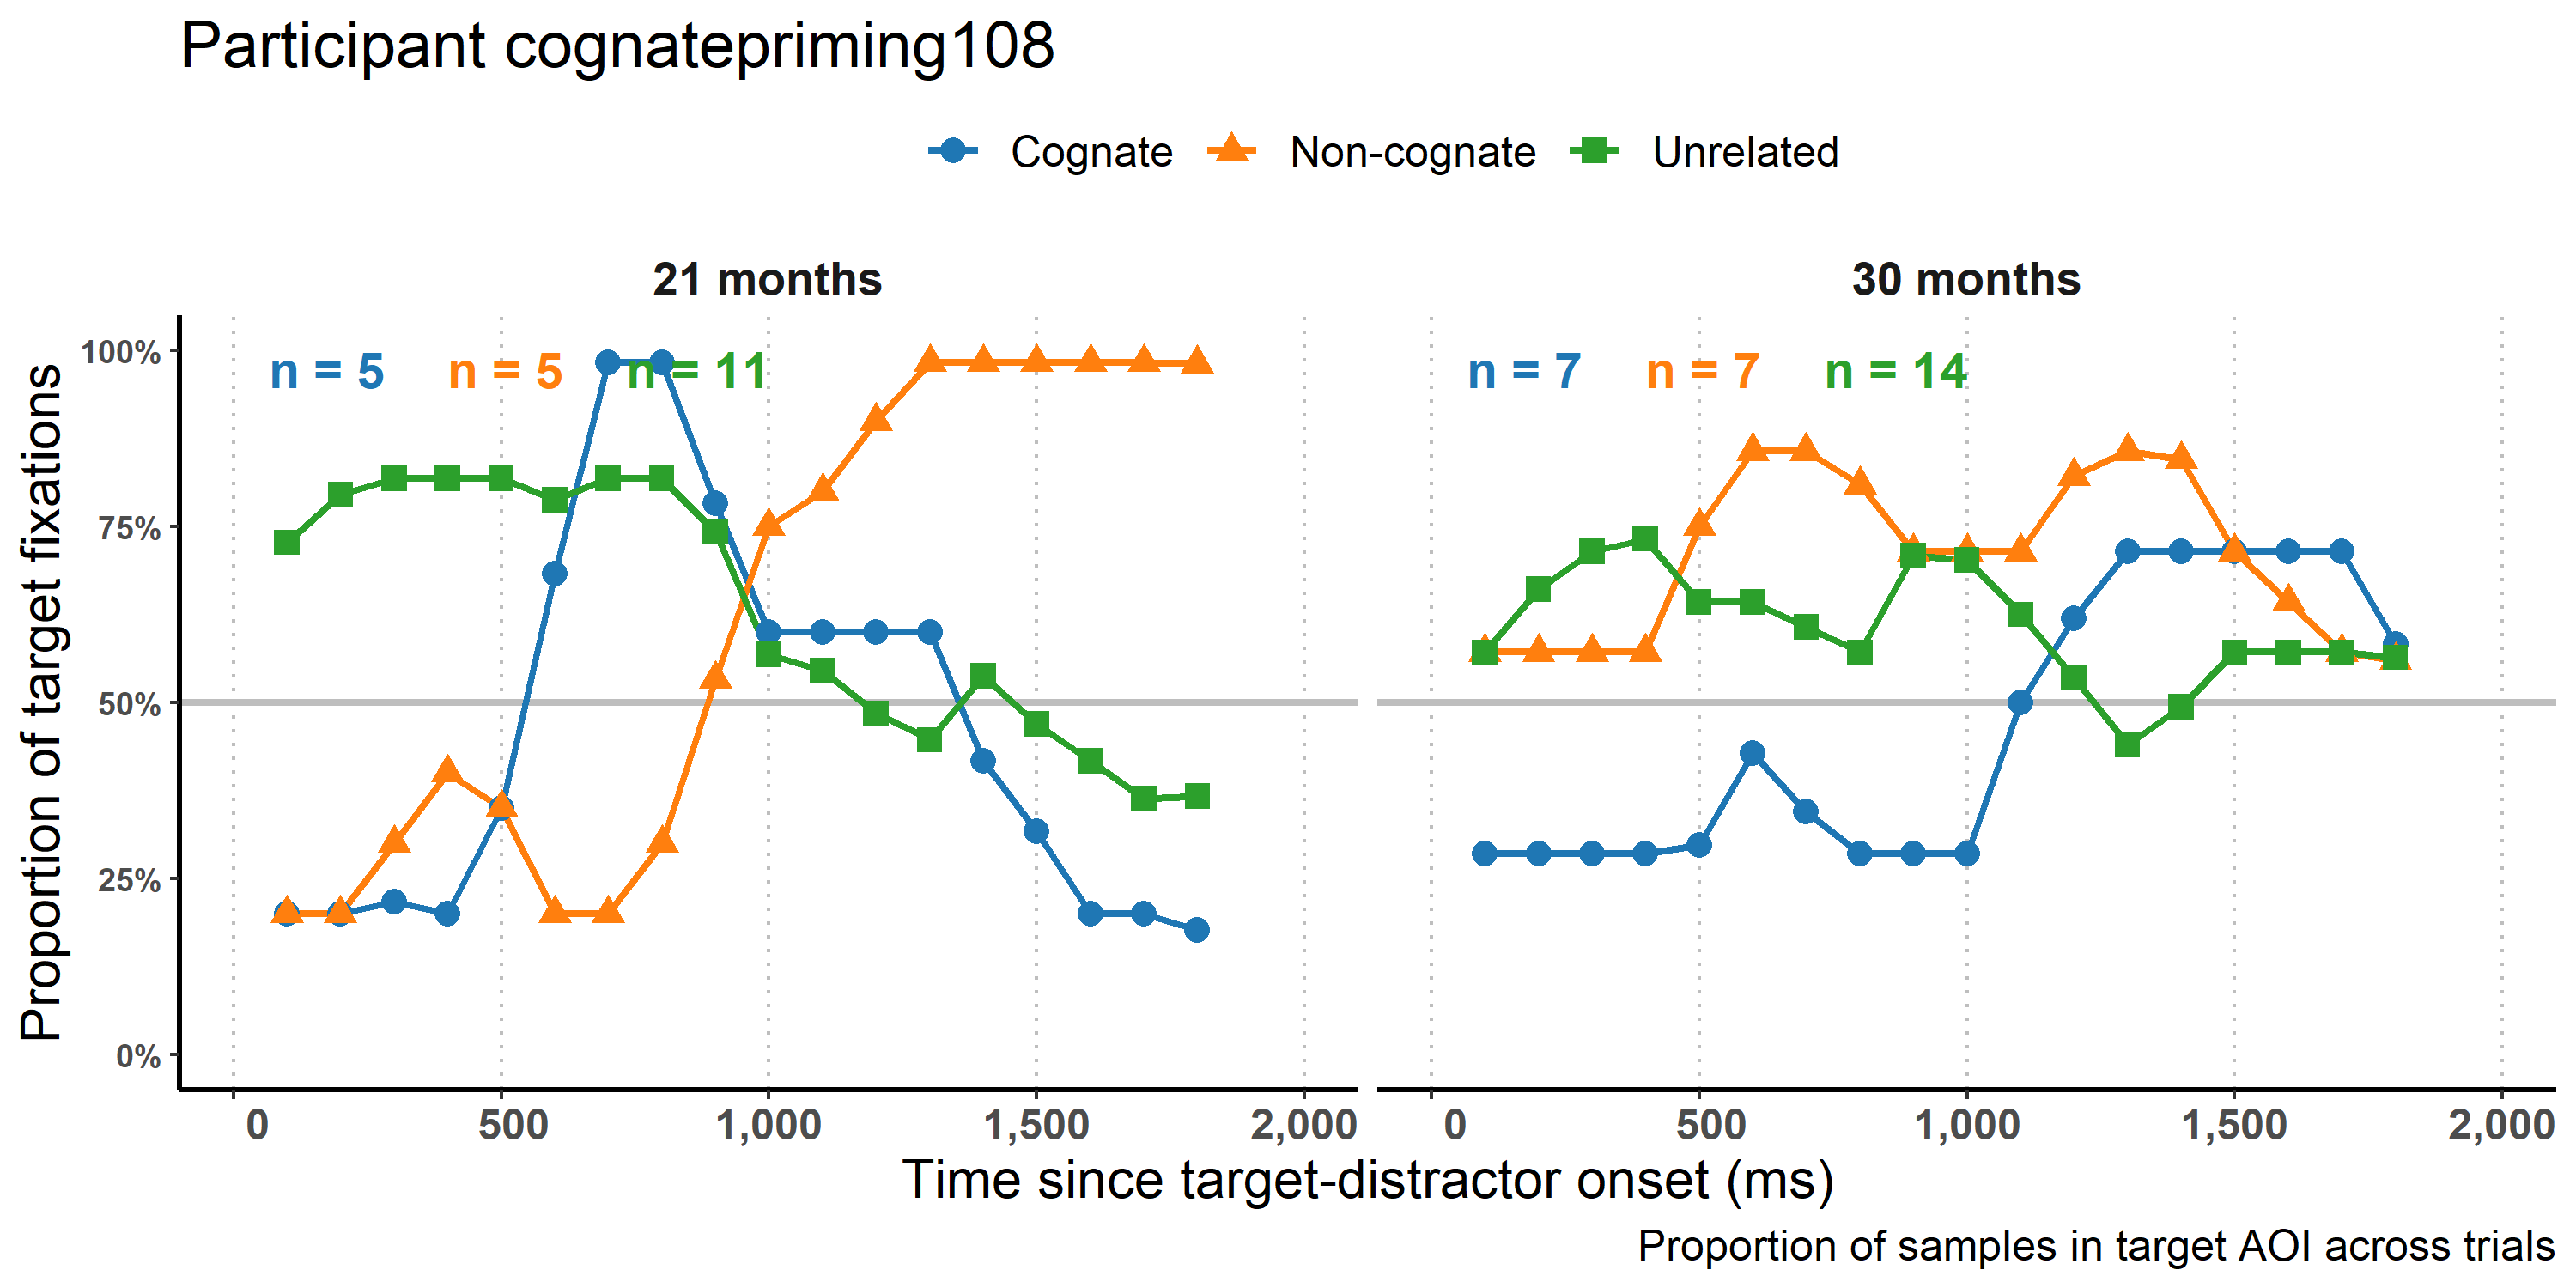 Participant cognatepriming108
Cognate Non-cognate Unrelated
21 months 30 months
n = 5 n = 5 n = 11 n = 7 n = 7 n = 14
100%
75%
50%
25%
0%
Proportion of target fixations
0 500 1,000 1,500 2,000 0 500 1,000 1,500 2,000
Time since target-distractor onset (ms)
Proportion of samples in target AOI across trials